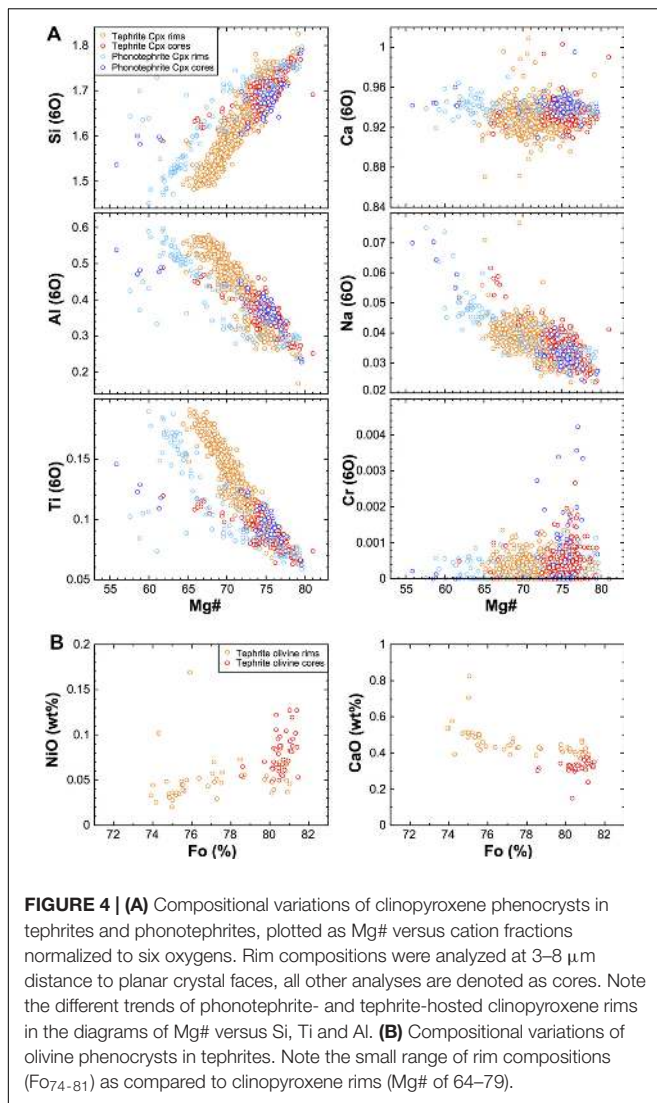 A
Tephrite Cpx rims
Tephrite Cpx cores
Phonotephrite Cpx rims
Phonotephrite Cpx cores
1.8
1.7
1.6
1.5
Si (6O)
1.00
0.96
0.92
0.88
0.84
Ca (6O)
0.6
0.5
0.4
0.3
0.2
Al (6O)
0.07
0.06
0.05
0.04
0.03
0.02
Na (6O)
0.15
0.1
0.05
Ti (6O)
55 60 65 70 75 80
Mg#
0.004
0.003
0.002
0.001
0
Cr (6O)
55 60 65 70 75 80
Mg#
B
Tephrite olivine rims
Tephrite olivine cores
0.2
0.15
0.1
0.05
0
NiO (wt%)
72 74 76 78 80 82
Fo (%)
1
0.8
0.6
0.4
0.2
0
CaO (wt%)
72 74 76 78 80 82
Fo (%)
FIGURE 4 | (A) Compositional variations of clinopyroxene phenocrysts in
tephrites and phonotephrites, plotted as Mg# versus cation fractions
normalized to six oxygens. Rim compositions were analyzed at 3–8 μm
distance to planar crystal faces, all other analyses are denoted as cores. Note
the different trends of phonotephrite- and tephrite-hosted clinopyroxene rims
in the diagrams of Mg# versus Si, Ti and Al. (B) Compositional variations of
olivine phenocrysts in tephrites. Note the small range of rim compositions
(Fo74-81) as compared to clinopyroxene rims (Mg# of 64–79).